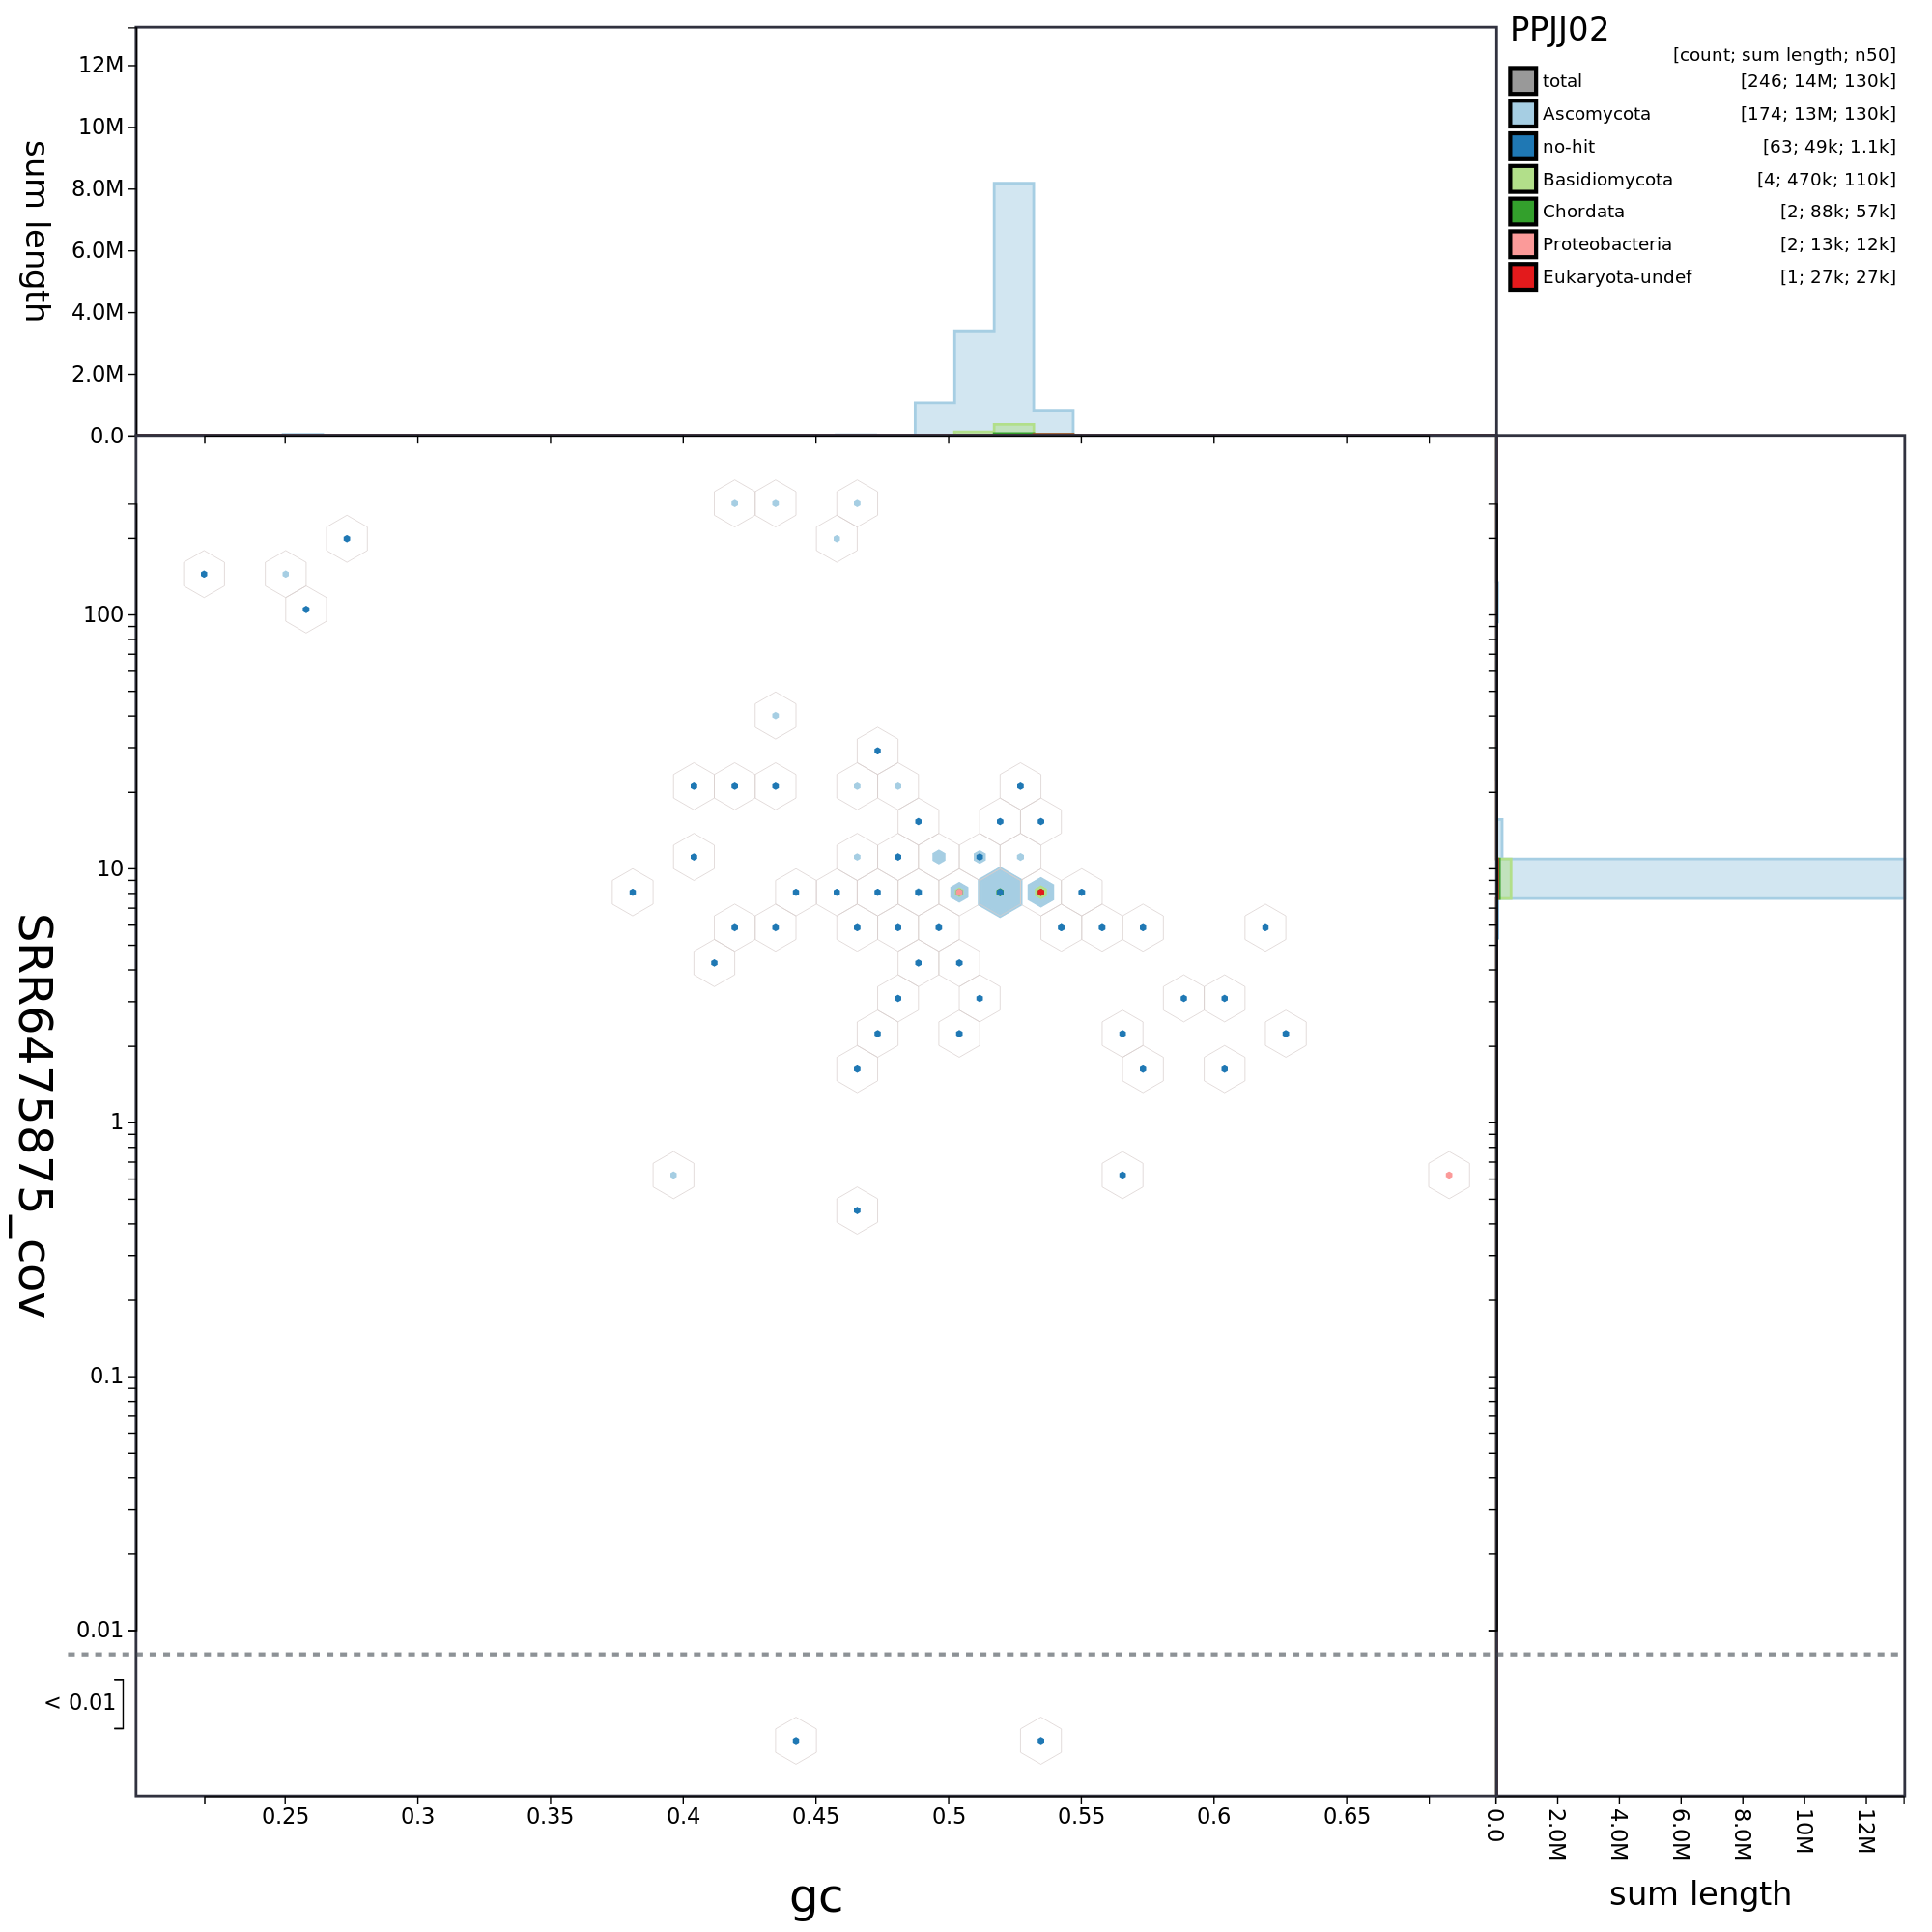 PPJJ02
[count; sum length; n50]
total [246; 14M; 130k]
Ascomycota [174; 13M; 130k]
no-hit [63; 49k; 1.1k]
Basidiomycota [4; 470k; 110k]
Chordata [2; 88k; 57k]
Proteobacteria [2; 13k; 12k]
Eukaryota-undef [1; 27k; 27k]
sum length
12M
10M
8.0M
6.0M
4.0M
2.0M
0.0
SRR6475875_cov
100
10
1
0.1
0.01
< 0.01
0.25 0.3 0.35 0.4 0.45 0.5 0.55 0.6 0.65
gc
0.0 2.0M 4.0M 6.0M 8.0M 10M 12M
sum length